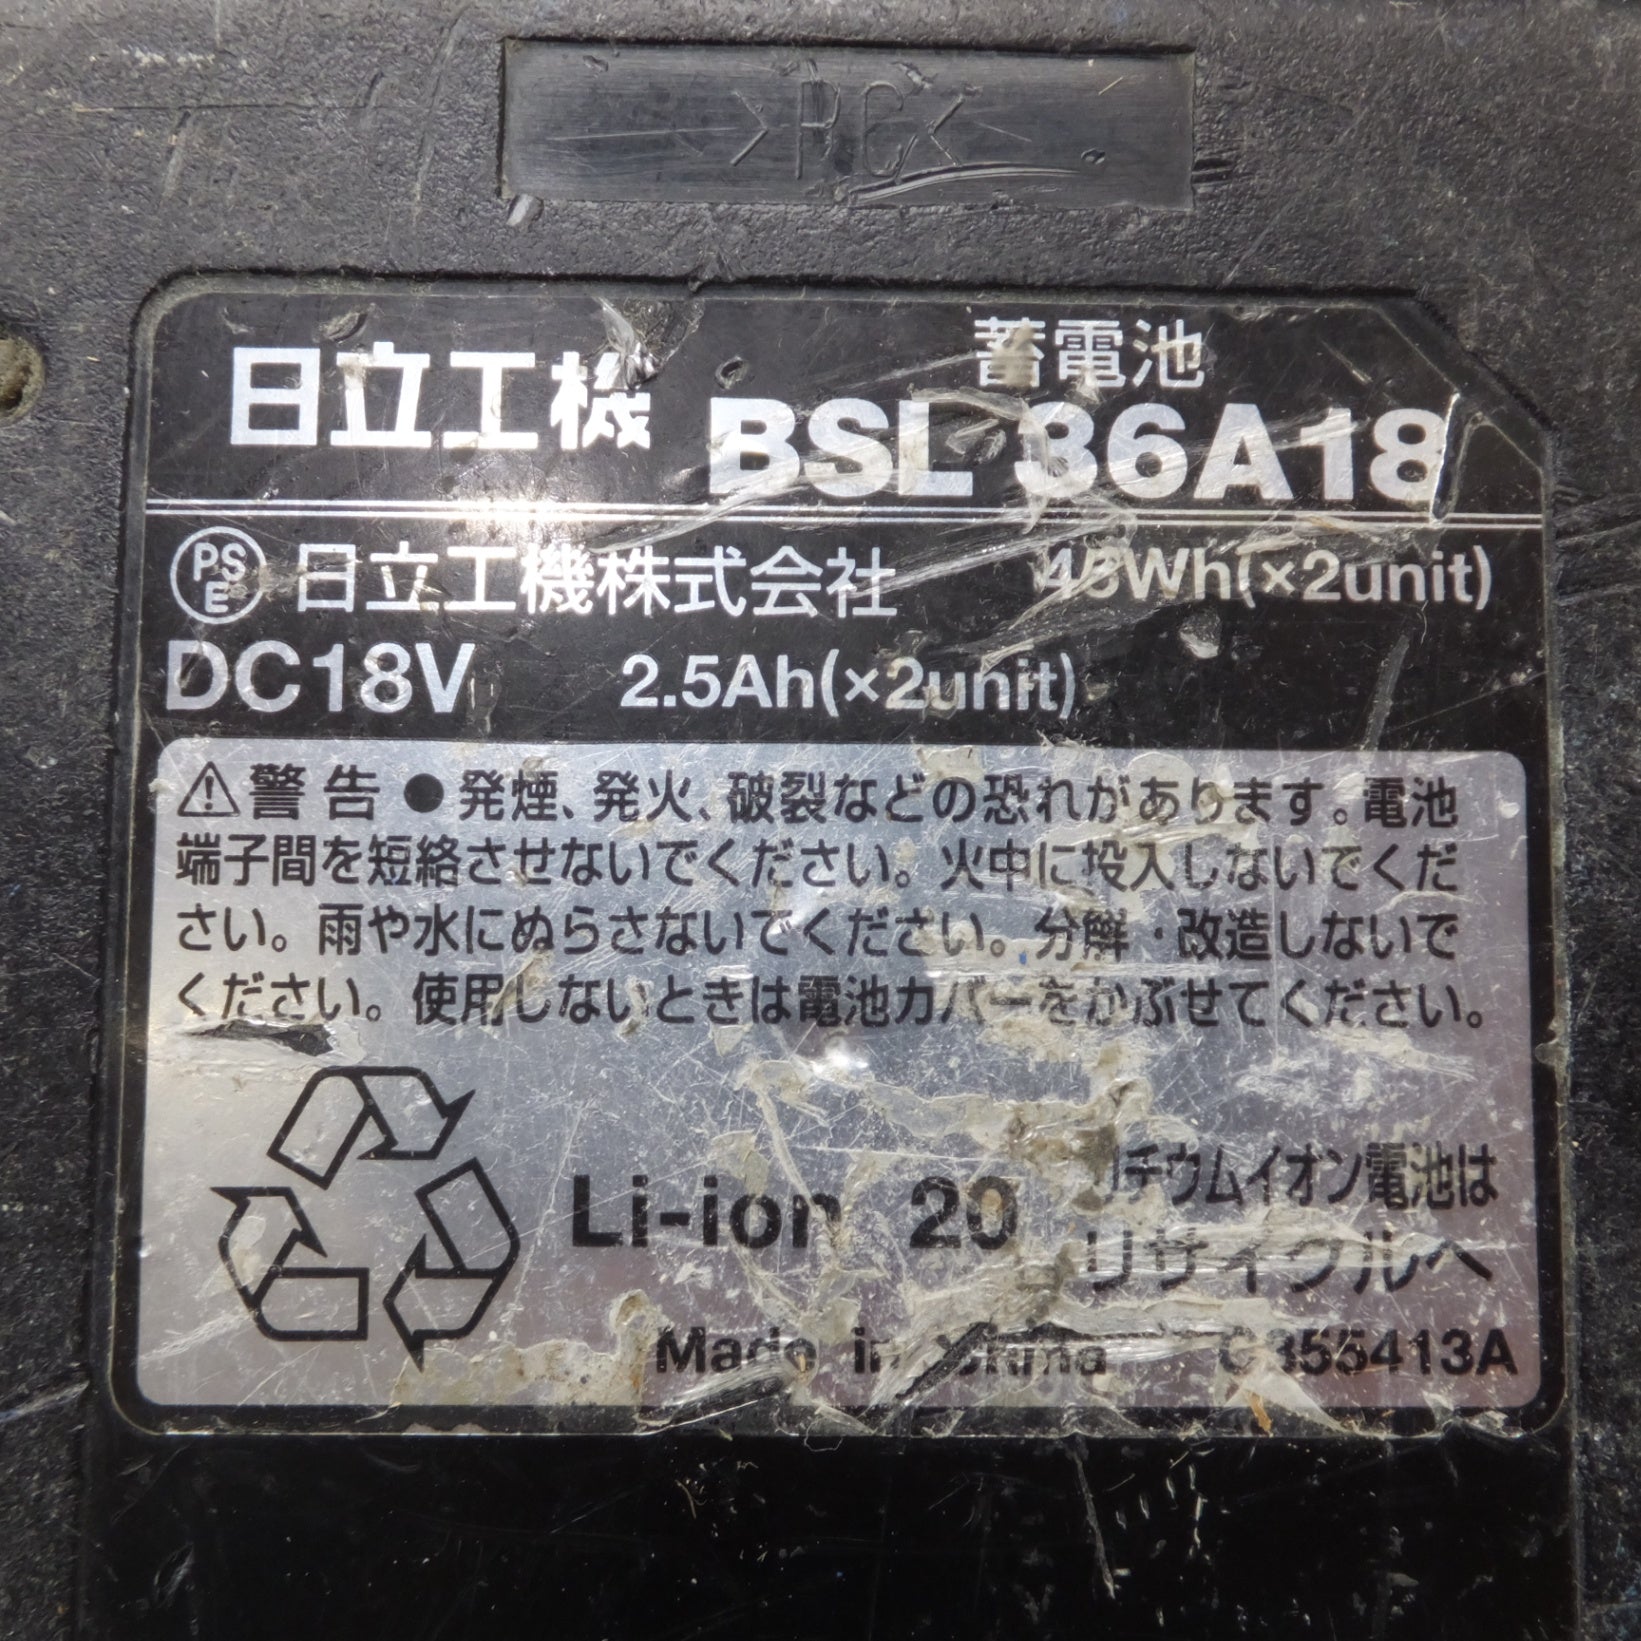 >PC<
日立工機
蓄電池
BSL 36A18
PSE 日立工機株式会社 45Wh(×2unit)
DC18V 2.5Ah(×2unit)
⚠警告 ●発煙、発火、破裂などの恐れがあります。電池
端子間を短絡させないでください。火中に投入しないでくだ
さい。雨や水にぬらさないでください。分解・改造しないで
ください。使用しないときは電池カバーをかぶせてください。
Li-ion 20
リチウムイオン電池は
リサイクルへ
Made in China C355413A